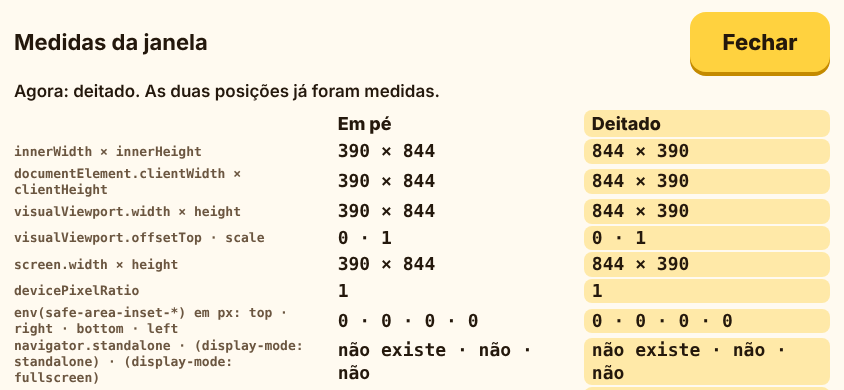 Medidas da janela
Fechar
Agora: deitado. As duas posições já foram medidas.
Em pé
Deitado
innerWidth × innerHeight
390 × 844
844 × 390
documentElement.clientWidth ×
clientHeight
390 × 844
844 × 390
visualViewport.width × height
390 × 844
844 × 390
visualViewport.offsetTop · scale
0 · 1
0 · 1
screen.width × height
390 × 844
844 × 390
devicePixelRatio
1
1
env(safe-area-inset-*) em px: top ·
right · bottom · left
0 · 0 · 0 · 0
0 · 0 · 0 · 0
navigator.standalone · (display-mode:
standalone) · (display-mode:
fullscreen)
não existe · não ·
não
não existe · não ·
não